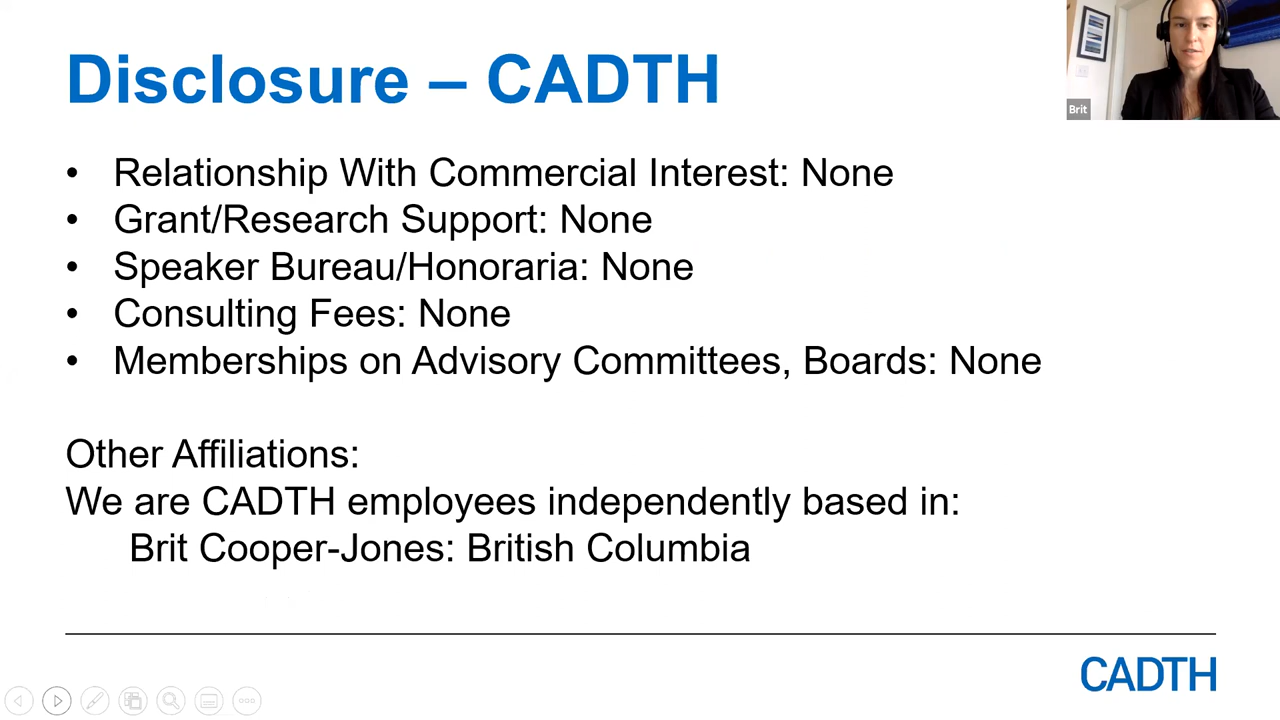 Disclosure – CADTH
Brit
• Relationship With Commercial Interest: None
• Grant/Research Support: None
• Speaker Bureau/Honoraria: None
• Consulting Fees: None
• Memberships on Advisory Committees, Boards: None
Other Affiliations:
We are CADTH employees independently based in:
Brit Cooper-Jones: British Columbia
CADTH